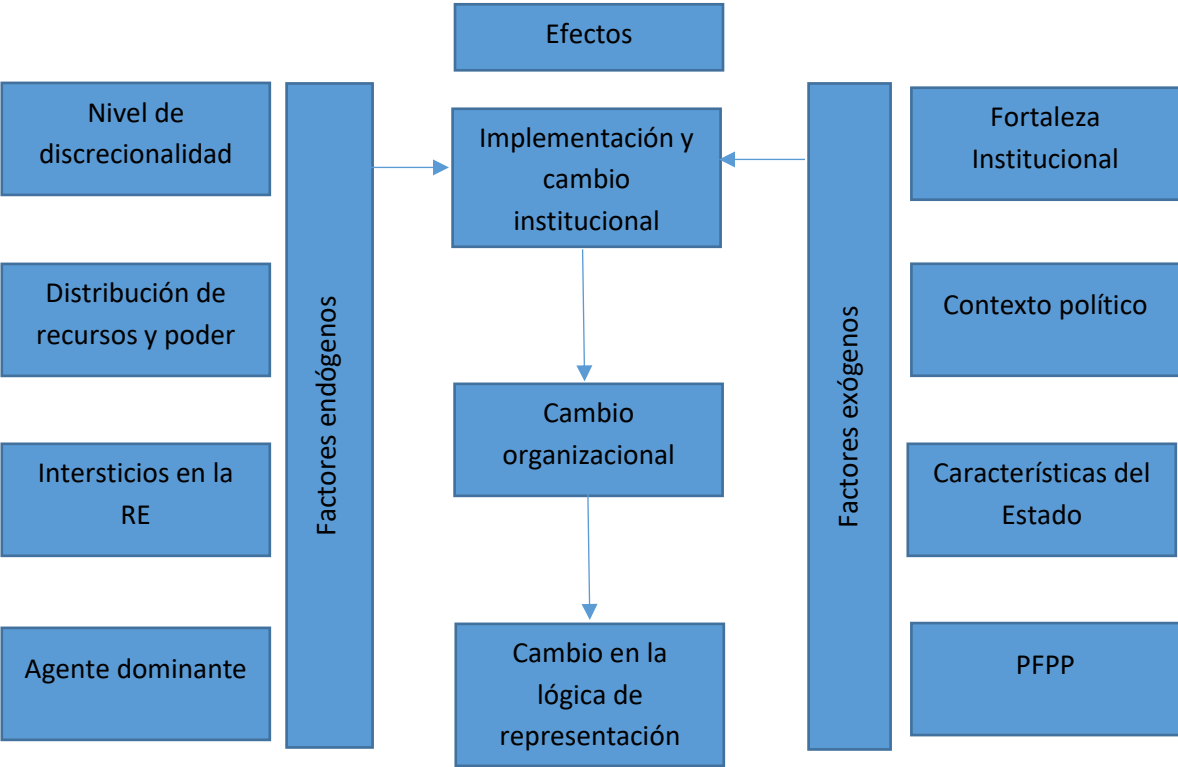 Efectos
Nivel de
discrecionalidad
Distribución de
recursos y poder
Intersticios en la
RE
Agente dominante
Factores endógenos
Implementación y
cambio
institucional
Cambio
organizacional
Cambio en la
lógica de
representación
Factores exógenos
Fortaleza
Institucional
Contexto político
Características del
Estado
PFPP